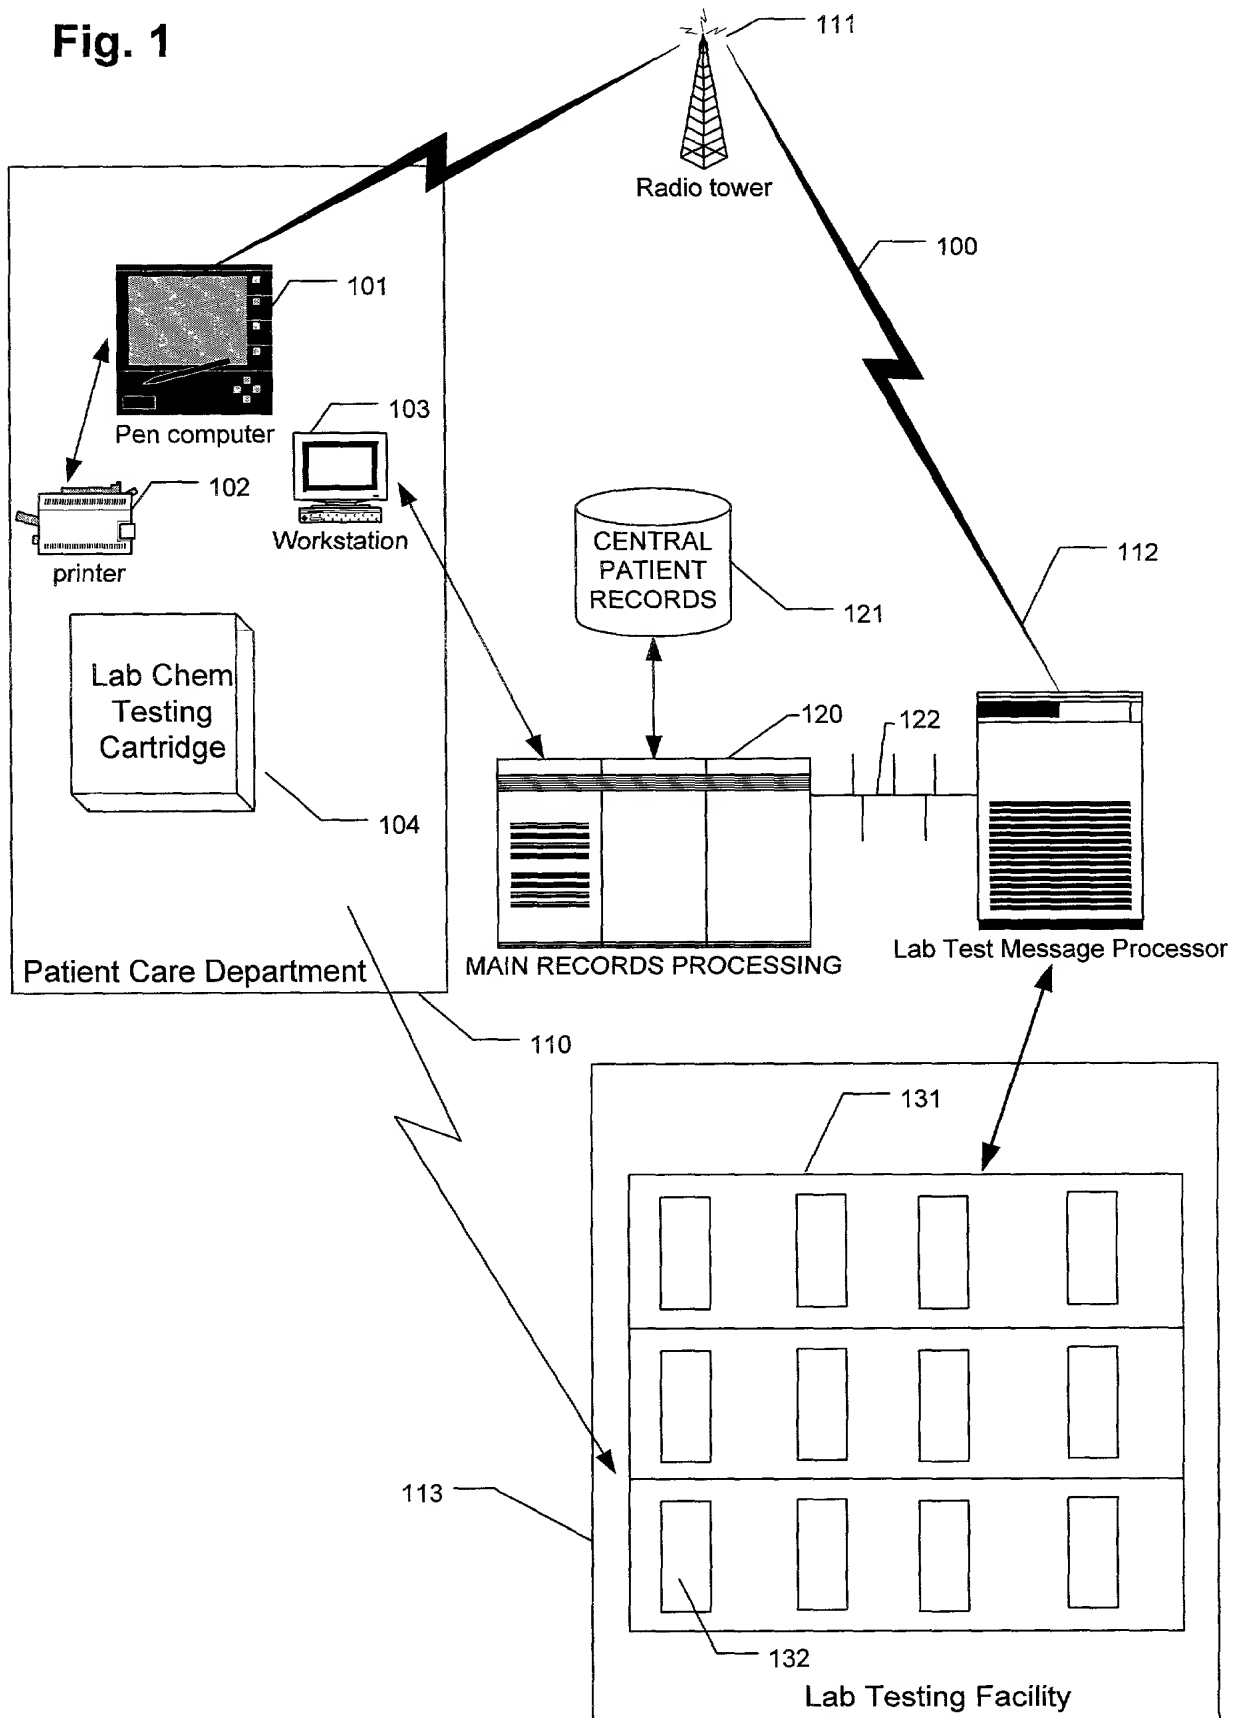 Fig. 1
111
Radio tower
100
101
Pen computer
103
102
Workstation
printer
CENTRAL
PATIENT
RECORDS
112
121
Lab Chem
Testing
Cartridge
120
122
104
Lab Test Message Processor
Patient Care Department
MAIN RECORDS PROCESSING
110
131
113
132
Lab Testing Facility